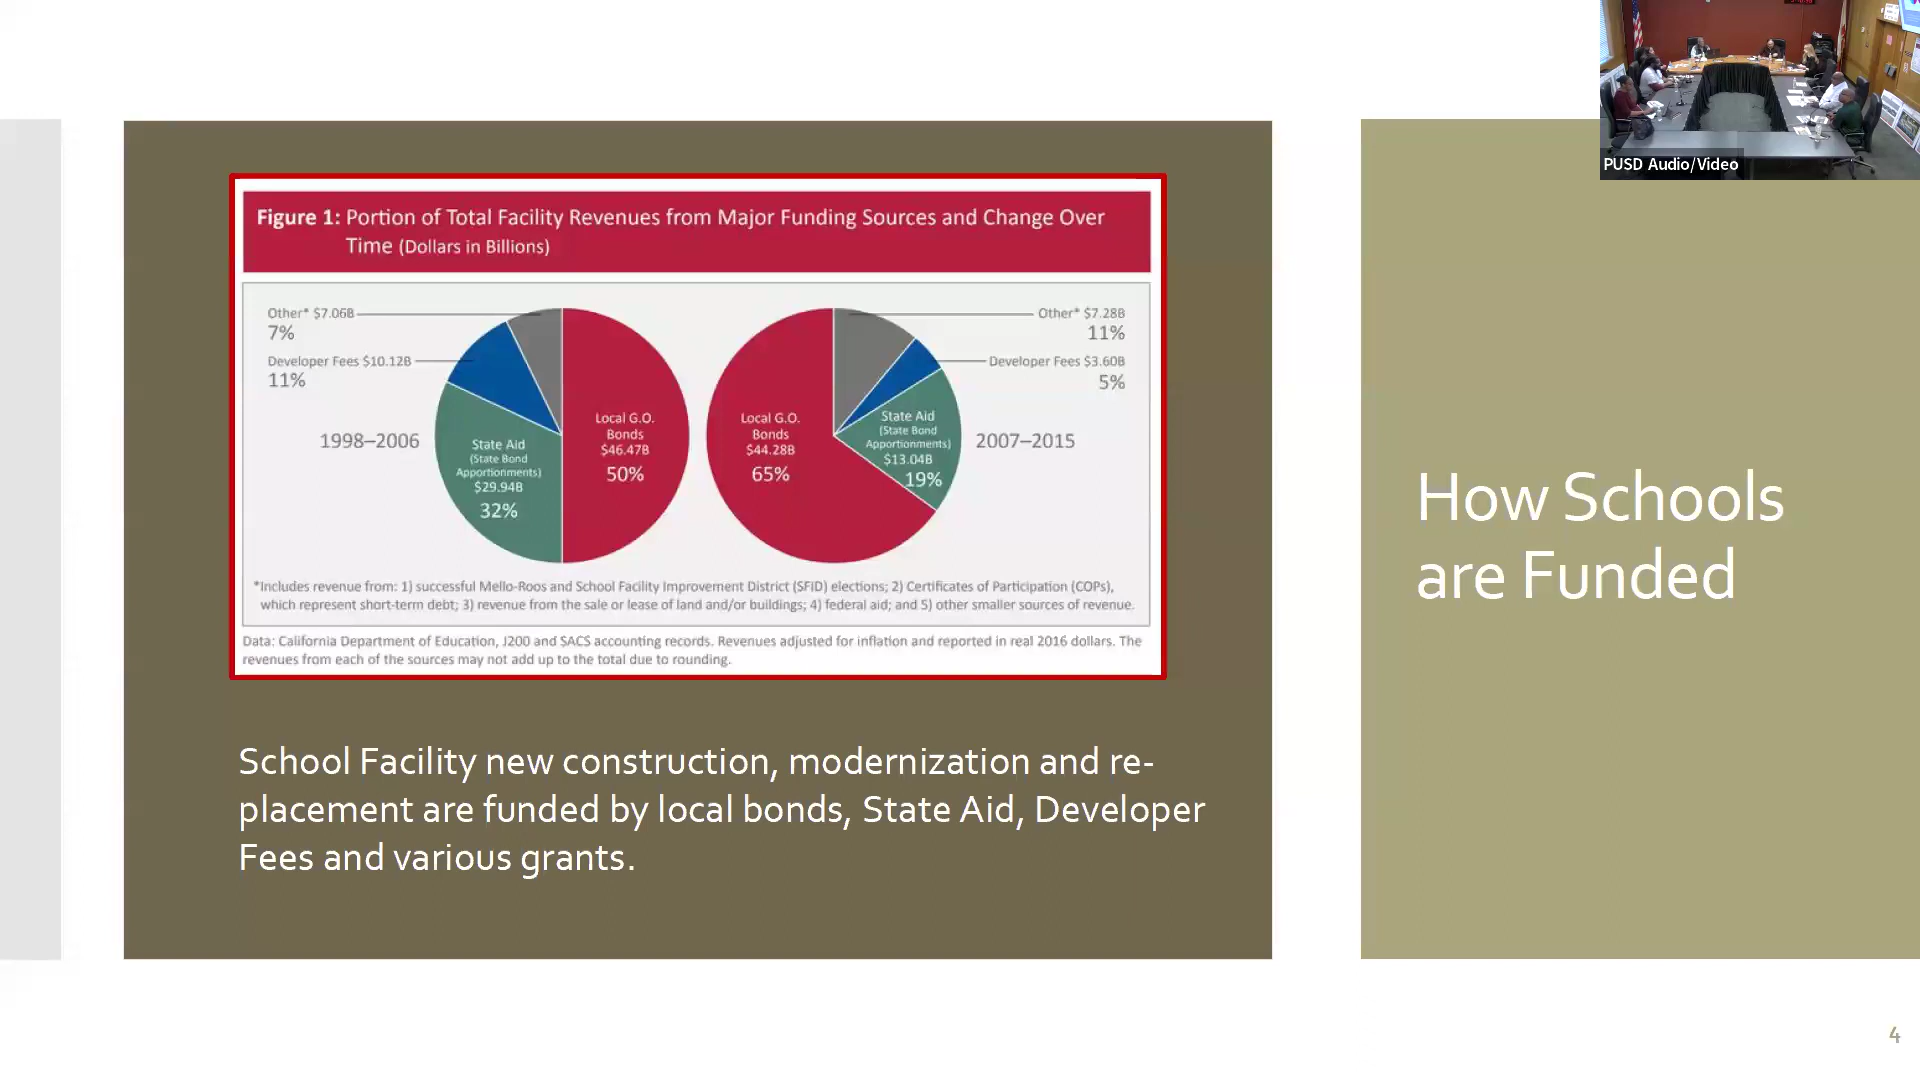 PUSD Audio/Video
Figure 1: Portion of Total Facility Revenues from Major Funding Sources and Change Over
Time (Dollars in Billions)
Other* $7.06B
7%
Developer Fees $10.12B
11%
1998–2006
State Aid
(State Bond
Apportionments)
$29.94B
32%
Local G.O.
Bonds
$46.47B
50%
Local G.O.
Bonds
$44.28B
65%
State Aid
(State Bond
Apportionments)
$13.04B
19%
Other* $7.28B
11%
Developer Fees $3.60B
5%
2007–2015
*Includes revenue from: 1) successful Mello-Roos and School Facility Improvement District (SFID) elections; 2) Certificates of Participation (COPs),
which represent short-term debt; 3) revenue from the sale or lease of land and/or buildings; 4) federal aid; and 5) other smaller sources of revenue.
Data: California Department of Education, J200 and SACS accounting records. Revenues adjusted for inflation and reported in real 2016 dollars. The
revenues from each of the sources may not add up to the total due to rounding.
School Facility new construction, modernization and re-
placement are funded by local bonds, State Aid, Developer
Fees and various grants.
How Schools
are Funded
4